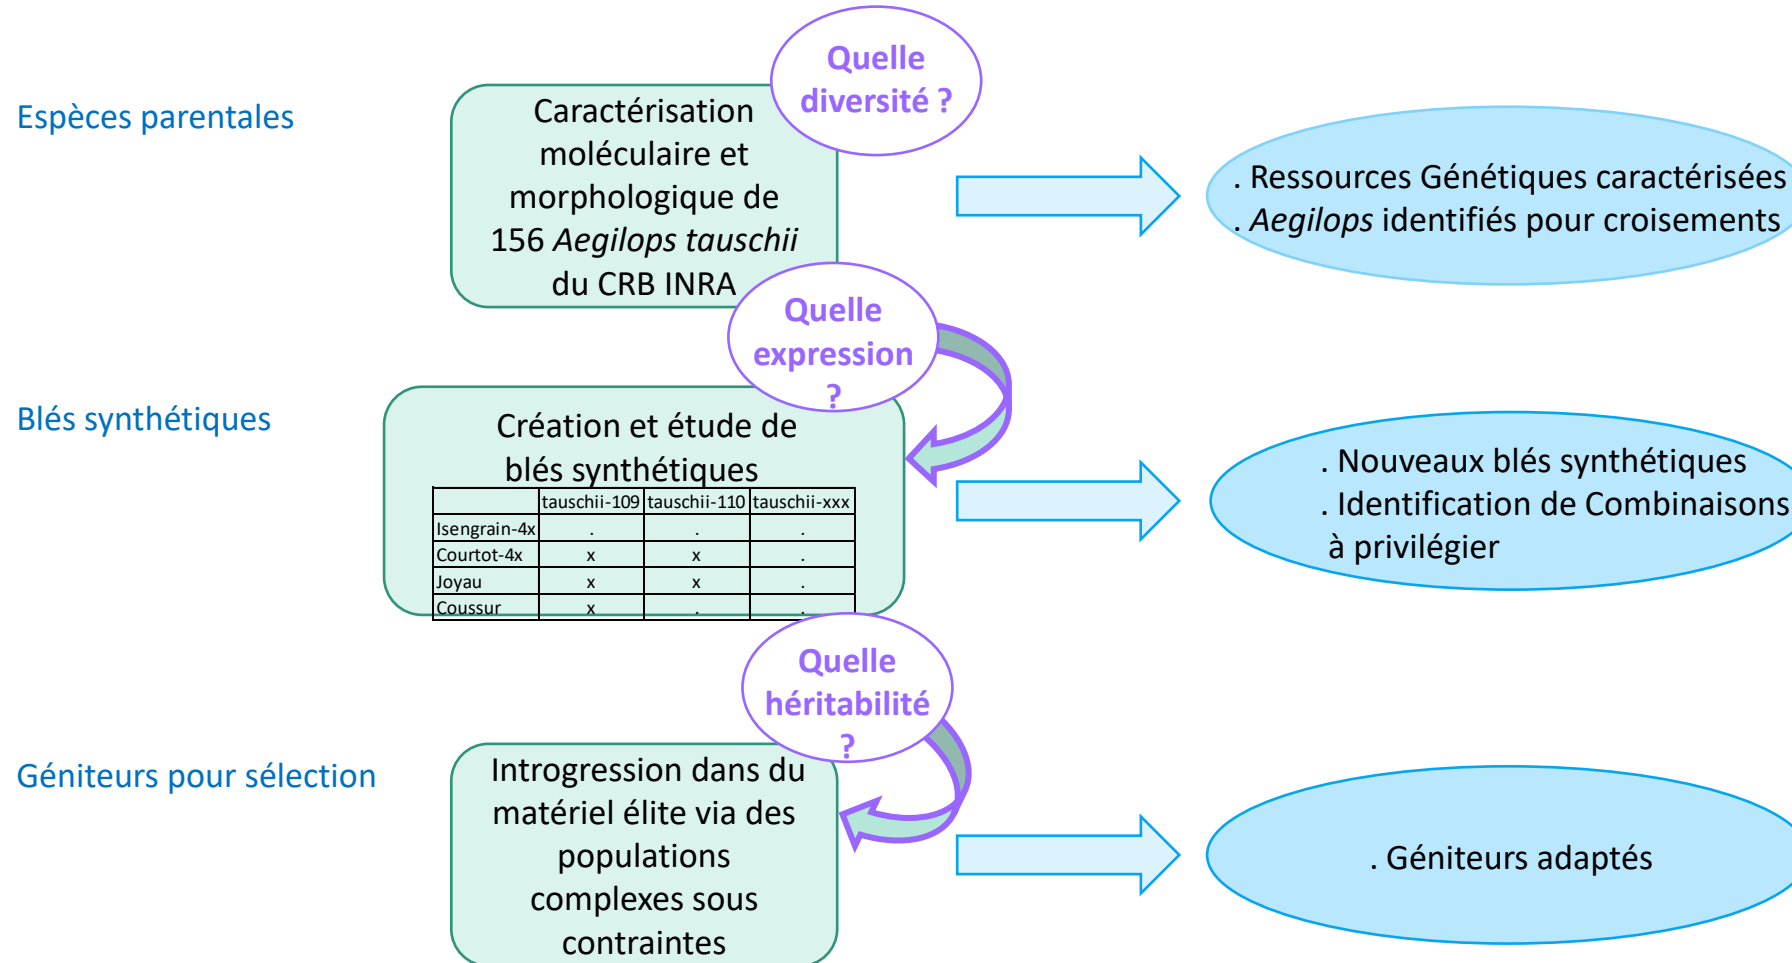 Espèces parentales
Quelle
diversité ?
Caractérisation
moléculaire et
morphologique de
156 Aegilops tauschii
du CRB INRA
. Ressources Génétiques caractérisées
. Aegilops identifiés pour croisements
Quelle
expression
?
Blés synthétiques
Création et étude de
blés synthétiques
tauschii-109 tauschii-110 tauschii-xxx
Isengrain-4x . . .
Courtot-4x x x .
Joyau x x .
Coussur x . .
. Nouveaux blés synthétiques
. Identification de Combinaisons
à privilégier
Quelle
héritabilité
?
Géniteurs pour sélection
Introgression dans du
matériel élite via des
populations
complexes sous
contraintes
. Géniteurs adaptés